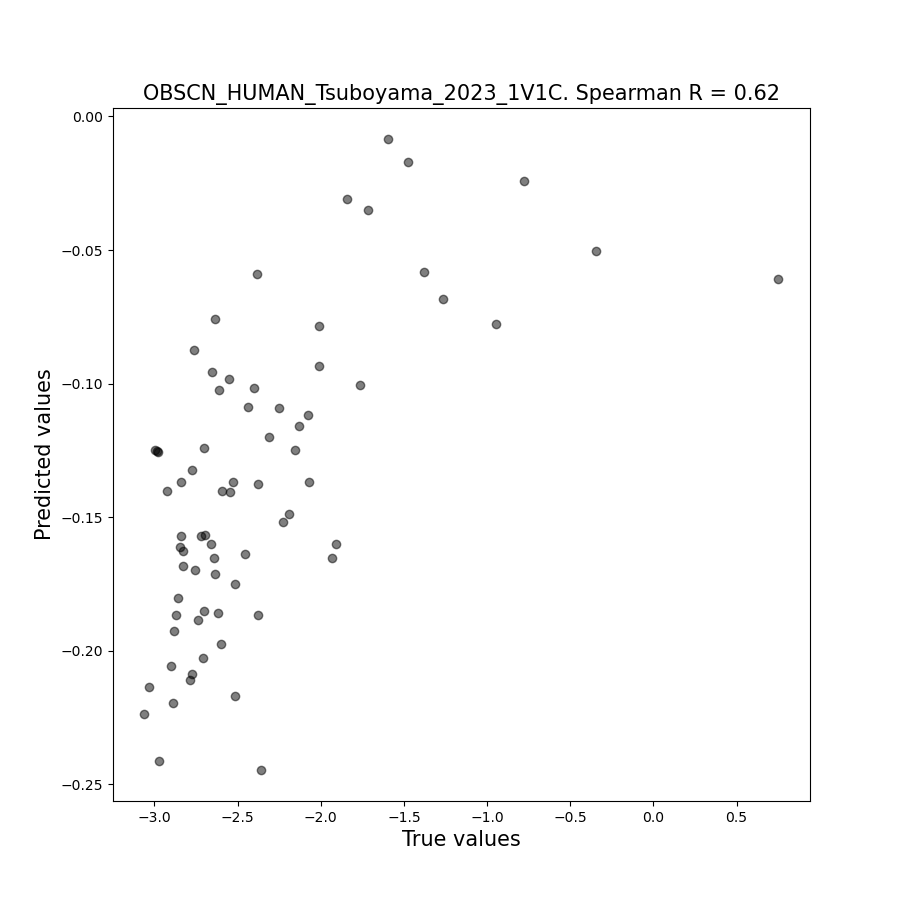 OBSCN_HUMAN_Tsuboyama_2023_1V1C. Spearman R = 0.62
0.00
−0.05
−0.10
−0.15
−0.20
−0.25
Predicted values
−3.0 −2.5 −2.0 −1.5 −1.0 −0.5 0.0 0.5
True values